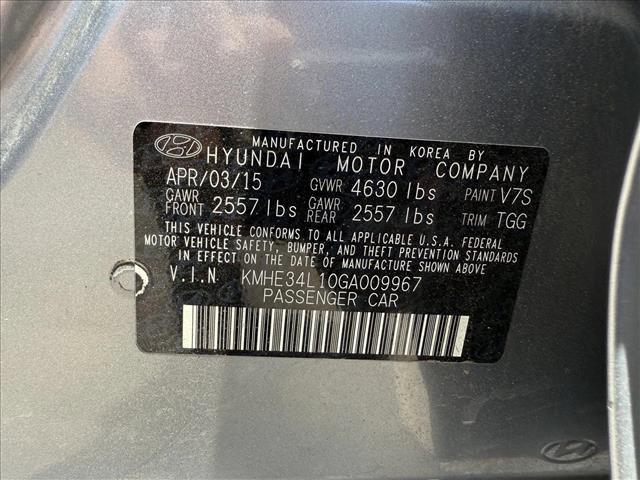 MANUFACTURED IN KOREA BY
HYUNDAI MOTOR COMPANY
APR/03/15 GVWR 4630 lbs PAINT V7S
GAWR FRONT 2557 lbs GAWR REAR 2557 lbs TRIM TGG
THIS VEHICLE CONFORMS TO ALL APPLICABLE U.S.A. FEDERAL
MOTOR VEHICLE SAFETY, BUMPER, AND THEFT PREVENTION
STANDARDS IN EFFECT ON THE DATE OF MANUFACTURE SHOWN ABOVE
V.I.N KMHE34L10GA009967
PASSENGER CAR